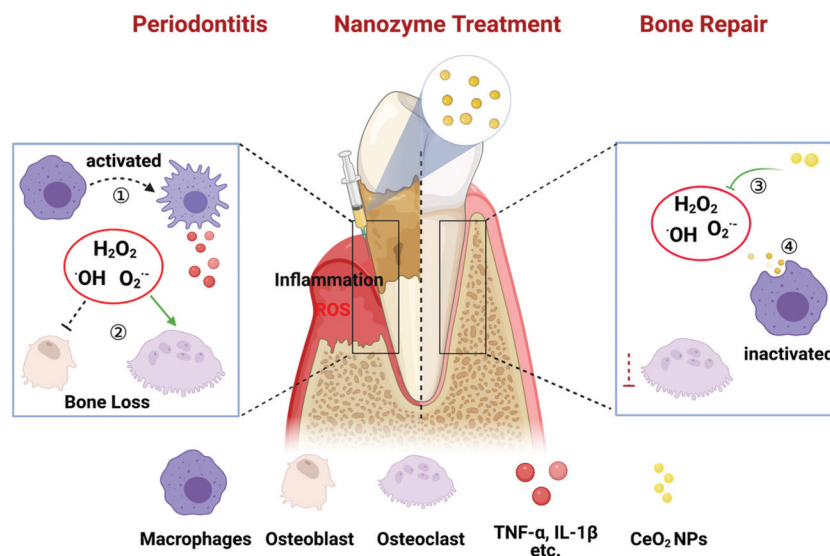 Periodontitis
Nanozyme Treatment
Bone Repair
activated
①
H₂O₂
·OH O₂·⁻
②
Bone Loss
Inflammation
ROS
③
H₂O₂
·OH O₂·⁻
④
inactivated
Macrophages
Osteoblast
Osteoclast
TNF-α, IL-1β
etc.
CeO₂ NPs